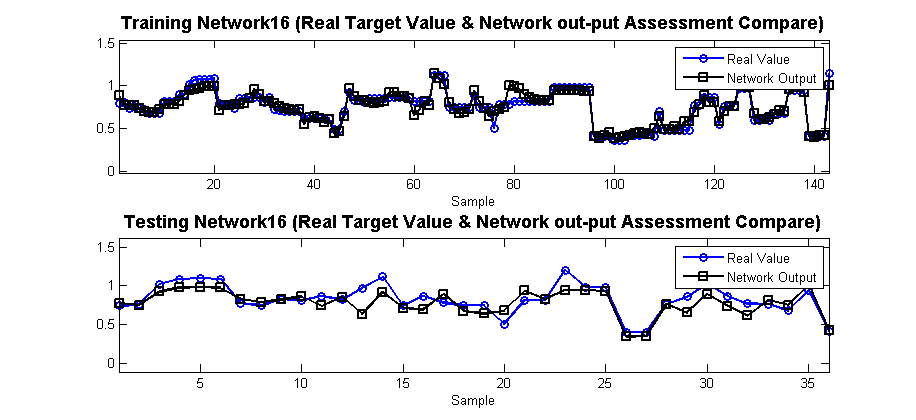 Training Network16 (Real Target Value & Network out-put Assessment Compare)
1.5
1
0.5
0
Real Value
Network Output
20 40 60 80 100 120 140
Sample
Testing Network16 (Real Target Value & Network out-put Assessment Compare)
1.5
1
0.5
0
Real Value
Network Output
5 10 15 20 25 30 35
Sample